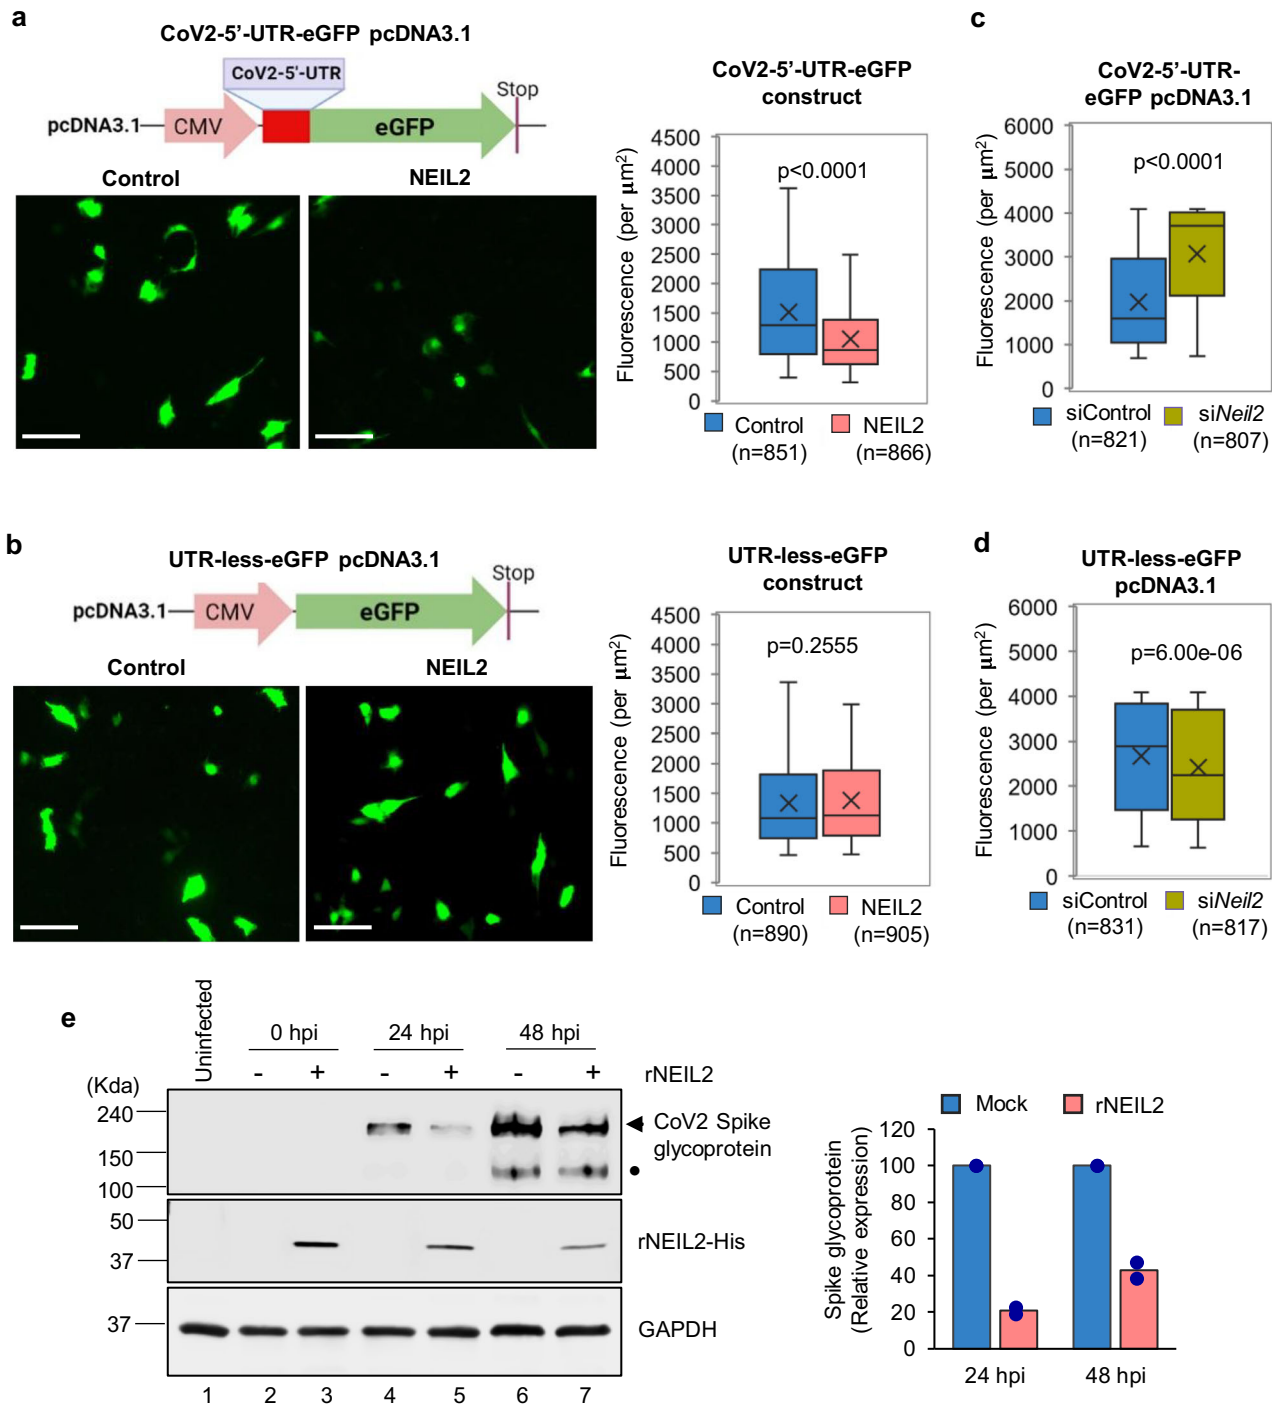 a
CoV2-5'-UTR-eGFP pcDNA3.1
CoV2-5'-UTR
pcDNA3.1
CMV
eGFP
Stop
Control
NEIL2
CoV2-5'-UTR-eGFP
construct
Fluorescence (per µm²)
4500
4000
3500
3000
2500
2000
1500
1000
500
0
p<0.0001
Control
(n=851)
NEIL2
(n=866)
c
CoV2-5'-UTR-
eGFP pcDNA3.1
Fluorescence (per µm²)
6000
5000
4000
3000
2000
1000
0
p<0.0001
siControl
(n=821)
siNeil2
(n=807)
b
UTR-less-eGFP pcDNA3.1
pcDNA3.1
CMV
eGFP
Stop
Control
NEIL2
UTR-less-eGFP
construct
Fluorescence (per µm²)
4500
4000
3500
3000
2500
2000
1500
1000
500
0
p=0.2555
Control
(n=890)
NEIL2
(n=905)
d
UTR-less-eGFP
pcDNA3.1
Fluorescence (per µm²)
6000
5000
4000
3000
2000
1000
0
p=6.00e-06
siControl
(n=831)
siNeil2
(n=817)
e
Uninfected
0 hpi
24 hpi
48 hpi
- + - + - + rNEIL2
(Kda)
240
150
100
CoV2 Spike
glycoprotein
50
37
rNEIL2-His
37
GAPDH
1 2 3 4 5 6 7
Mock
rNEIL2
Spike glycoprotein
(Relative expression)
120
100
80
60
40
20
0
24 hpi
48 hpi